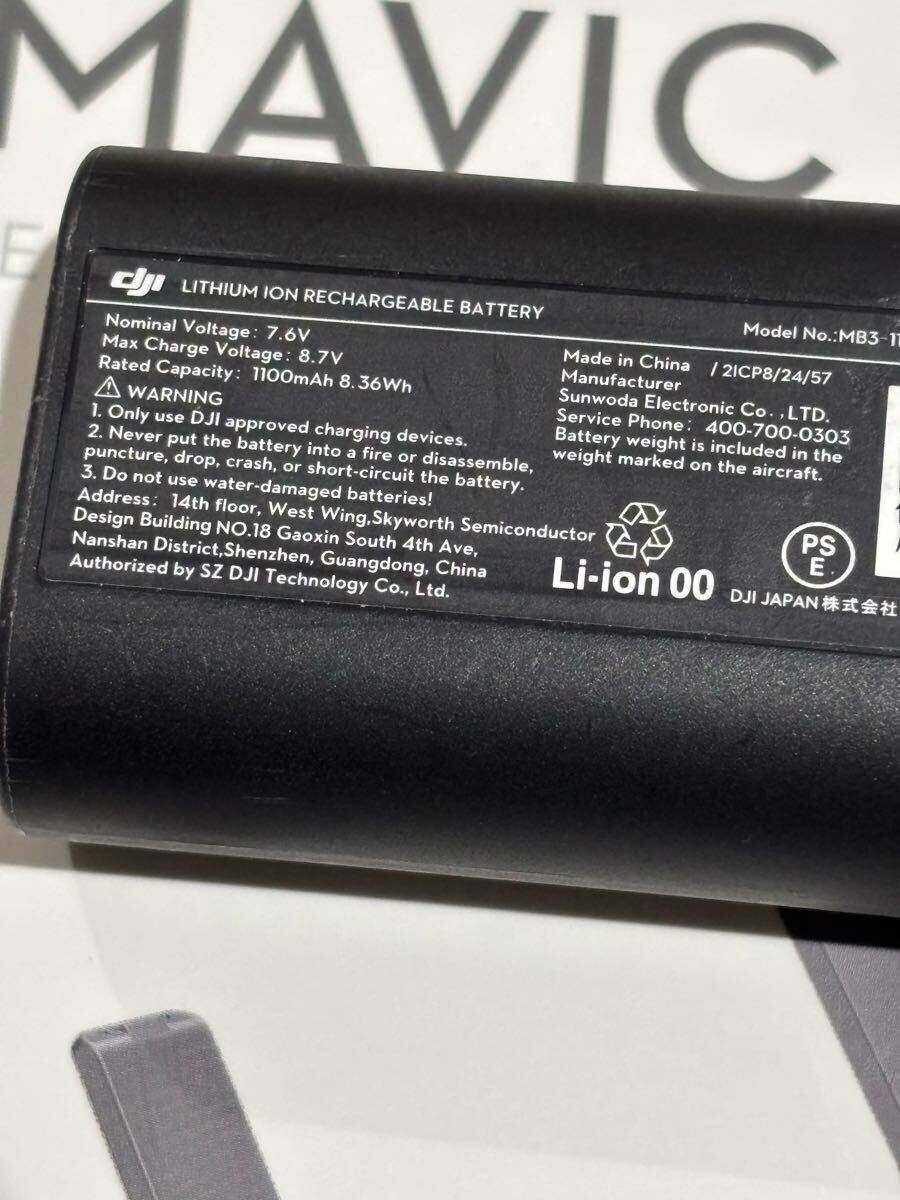 MAVIC
E
dji LITHIUM ION RECHARGEABLE BATTERY
Model No.:MB3-11
Nominal Voltage: 7.6V
Max Charge Voltage: 8.7V
Rated Capacity: 1100mAh 8.36Wh
⚠ WARNING
1. Only use DJI approved charging devices.
2. Never put the battery into a fire or disassemble,
puncture, drop, crash, or short-circuit the battery.
3. Do not use water-damaged batteries!
Address: 14th floor, West Wing,Skyworth Semiconductor
Design Building NO.18 Gaoxin South 4th Ave,
Nanshan District,Shenzhen, Guangdong, China
Authorized by SZ DJI Technology Co., Ltd.
Made in China / 2ICP8/24/57
Manufacturer
Sunwoda Electronic Co. ,LTD.
Service Phone: 400-700-0303
Battery weight is included in the
weight marked on the aircraft.
Li-ion 00
PS
E
DJI JAPAN 株式会社